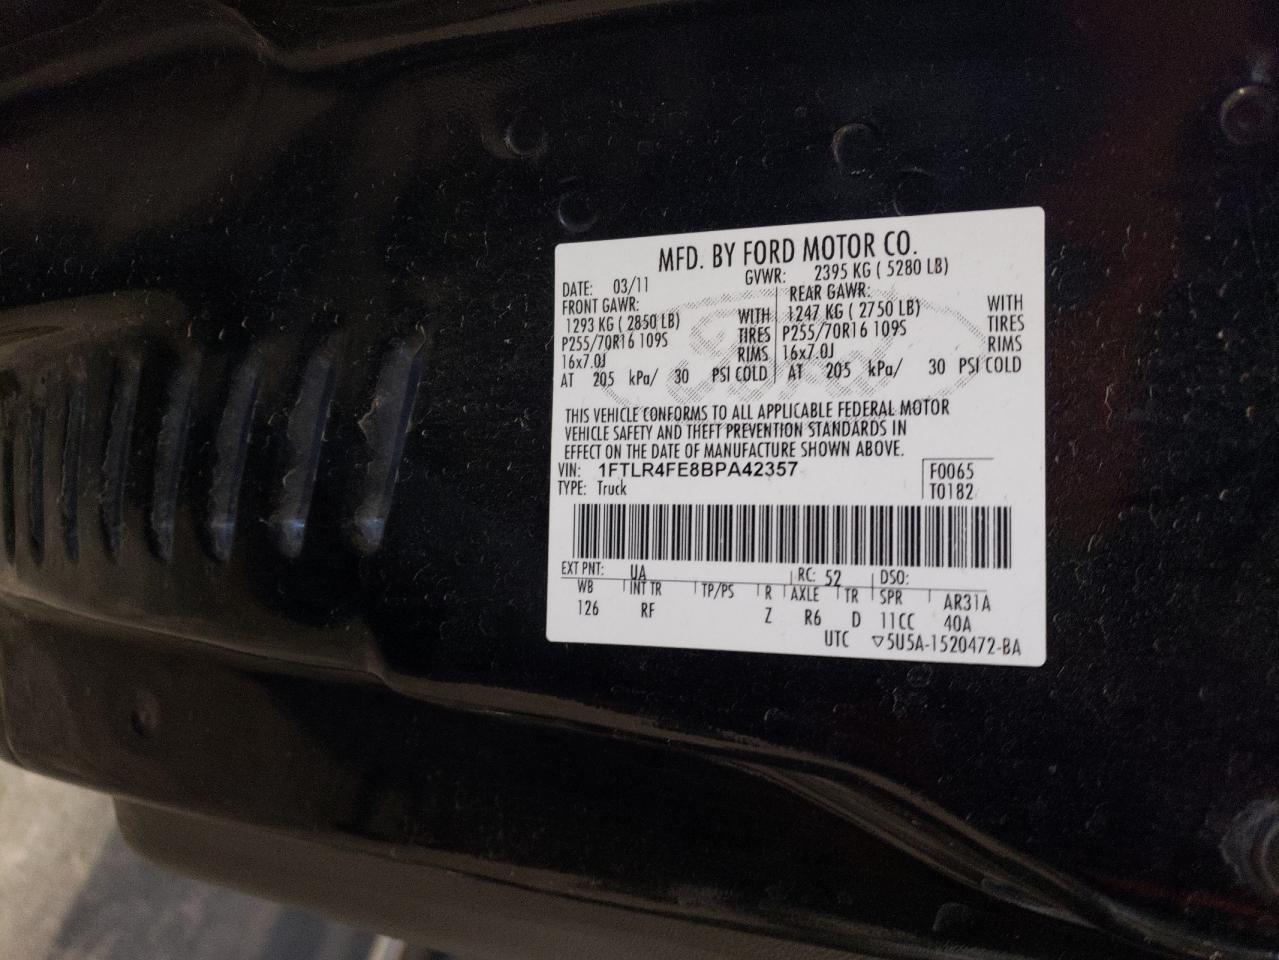 MFD. BY FORD MOTOR CO.
DATE: 03/11 GVWR: 2395 KG ( 5280 LB)
FRONT GAWR: REAR GAWR:
1293 KG ( 2850 LB) WITH 1247 KG ( 2750 LB) WITH
P255/70R16 109S TIRES P255/70R16 109S TIRES
16x7.0J RIMS 16x7.0J RIMS
AT 205 kPa/ 30 PSI COLD AT 205 kPa/ 30 PSI COLD
THIS VEHICLE CONFORMS TO ALL APPLICABLE FEDERAL MOTOR
VEHICLE SAFETY AND THEFT PREVENTION STANDARDS IN
EFFECT ON THE DATE OF MANUFACTURE SHOWN ABOVE.
VIN: 1FTLR4FE8BPA42357 F0065
TYPE: Truck T0182
EXT PNT: UA RC: 52 DSO:
WB INT TR TP/PS R AXLE TR SPR AR31A
126 RF Z R6 D 11CC 40A
UTC ▽5U5A-1520472-BA
Ford